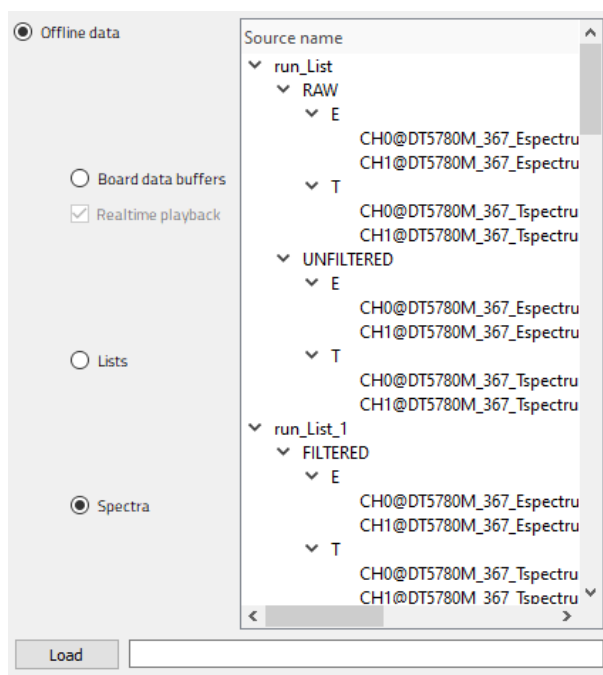 Offline data
Source name
run_List
RAW
E
CH0@DT5780M_367_Espectru
CH1@DT5780M_367_Espectru
Board data buffers
T
Realtime playback
CH0@DT5780M_367_Tspectru
CH1@DT5780M_367_Tspectru
UNFILTERED
E
CH0@DT5780M_367_Espectru
CH1@DT5780M_367_Espectru
Lists
T
CH0@DT5780M_367_Tspectru
CH1@DT5780M_367_Tspectru
run_List_1
FILTERED
E
Spectra
CH0@DT5780M_367_Espectru
CH1@DT5780M_367_Espectru
T
CH0@DT5780M_367_Tspectru
CH1@DT5780M_367_Tspectru
Load